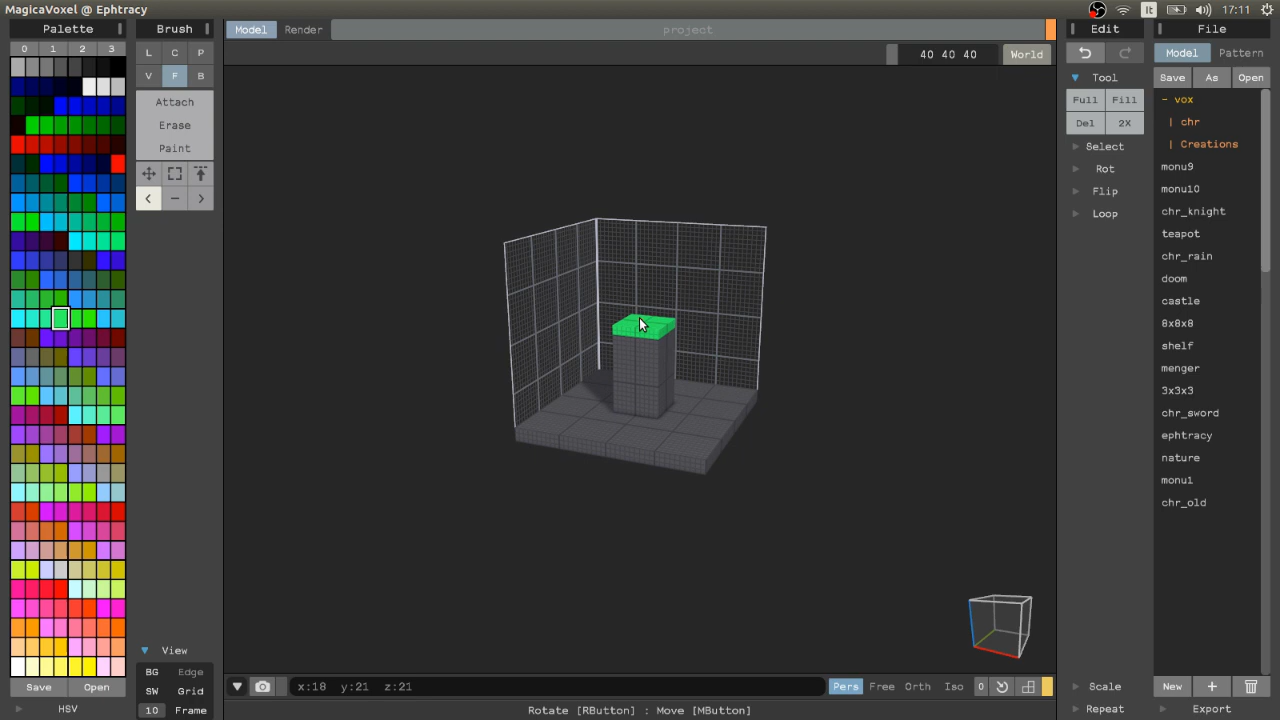 MagicaVoxel @ Ephtracy It 17:11
Palette Brush Model Render project Edit File
0 1 2 3
L C P
40 40 40 World
Model Pattern
V F B
Tool
Save As Open
Attach
Full Fill
- vox
Erase
Del 2X
| chr
Paint
Select
| Creations
Rot
monu9
< - >
Flip
monu10
Loop
chr_knight
teapot
chr_rain
doom
castle
8x8x8
shelf
menger
3x3x3
chr_sword
ephtracy
nature
monu1
chr_old
View
BG Edge
Save Open
SW Grid
x:18 y:21 z:21
Pers Free Orth Iso 0
Scale
New +
HSV
10 Frame
Rotate [RButton] : Move [MButton]
Repeat
Export